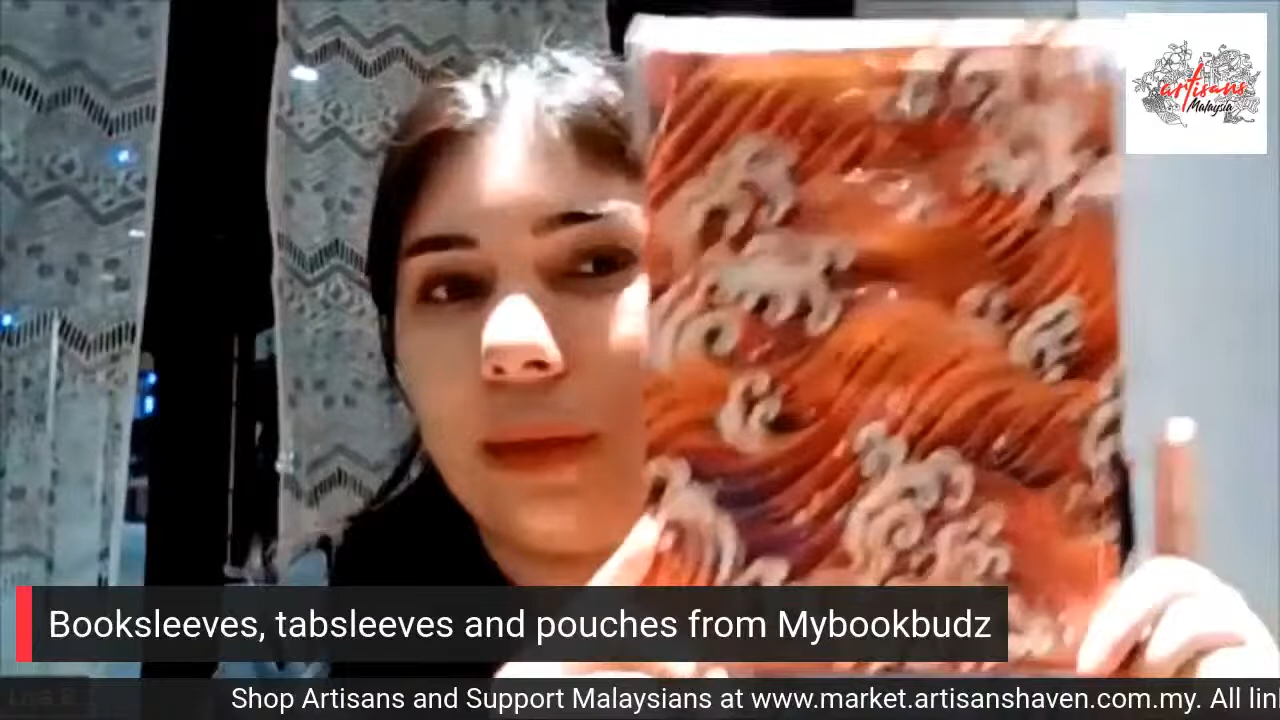 artisans
Malaysia
Booksleeves, tabsleeves and pouches from Mybookbudz
Shop Artisans and Support Malaysians at www.market.artisanshaven.com.my. All lin